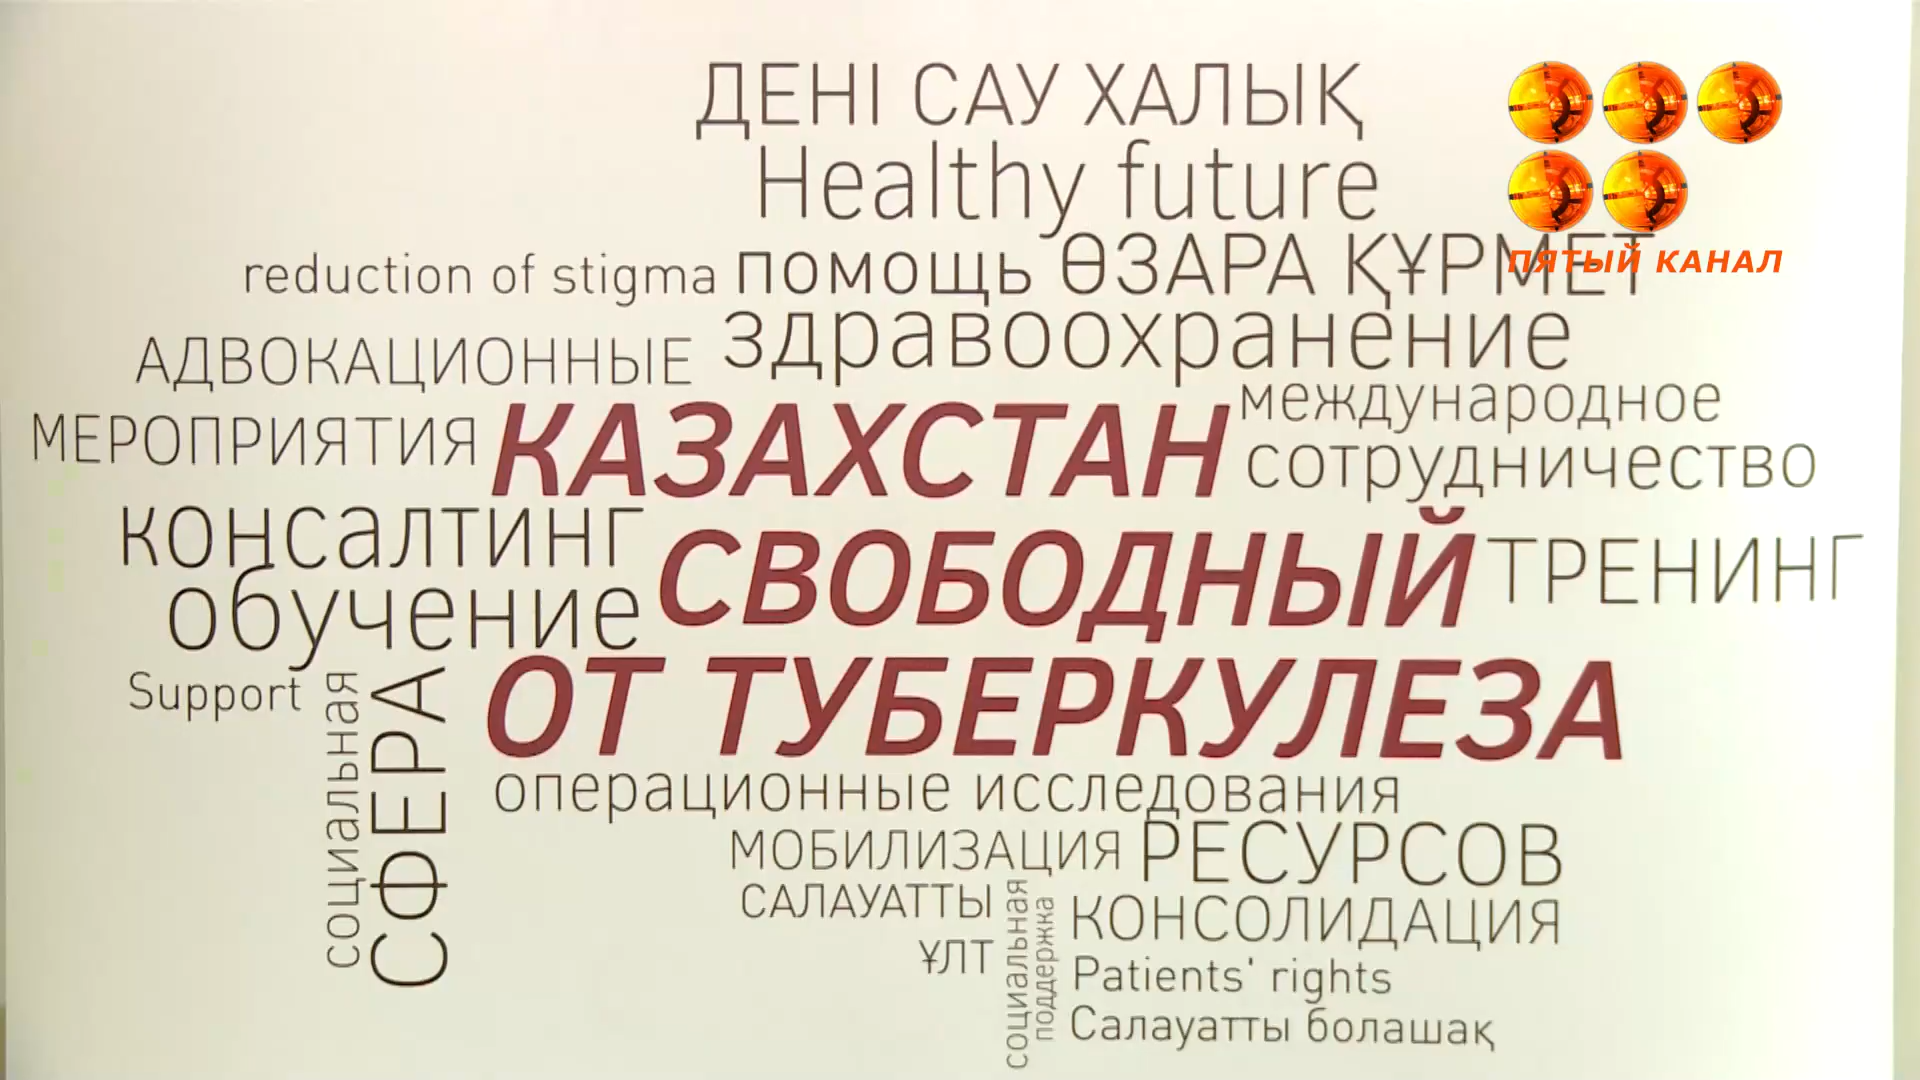 ДЕНІ САУ ХАЛЫҚ
Healthy future
reduction of stigma помощь ӨЗАРА ҚҰРМЕТ
ПЯТЫЙ КАНАЛ
АДВОКАЦИОННЫЕ здравоохранение
МЕРОПРИЯТИЯ КАЗАХСТАН международное
сотрудничество
консалтинг СВОБОДНЫЙ ТРЕНИНГ
обучение
Support социальная СФЕРА ОТ ТУБЕРКУЛЕЗА
операционные исследования
МОБИЛИЗАЦИЯ РЕСУРСОВ
САЛАУАТТЫ
ҰЛТ
социальная
поддержка
КОНСОЛИДАЦИЯ
Patients' rights
Салауатты болашақ